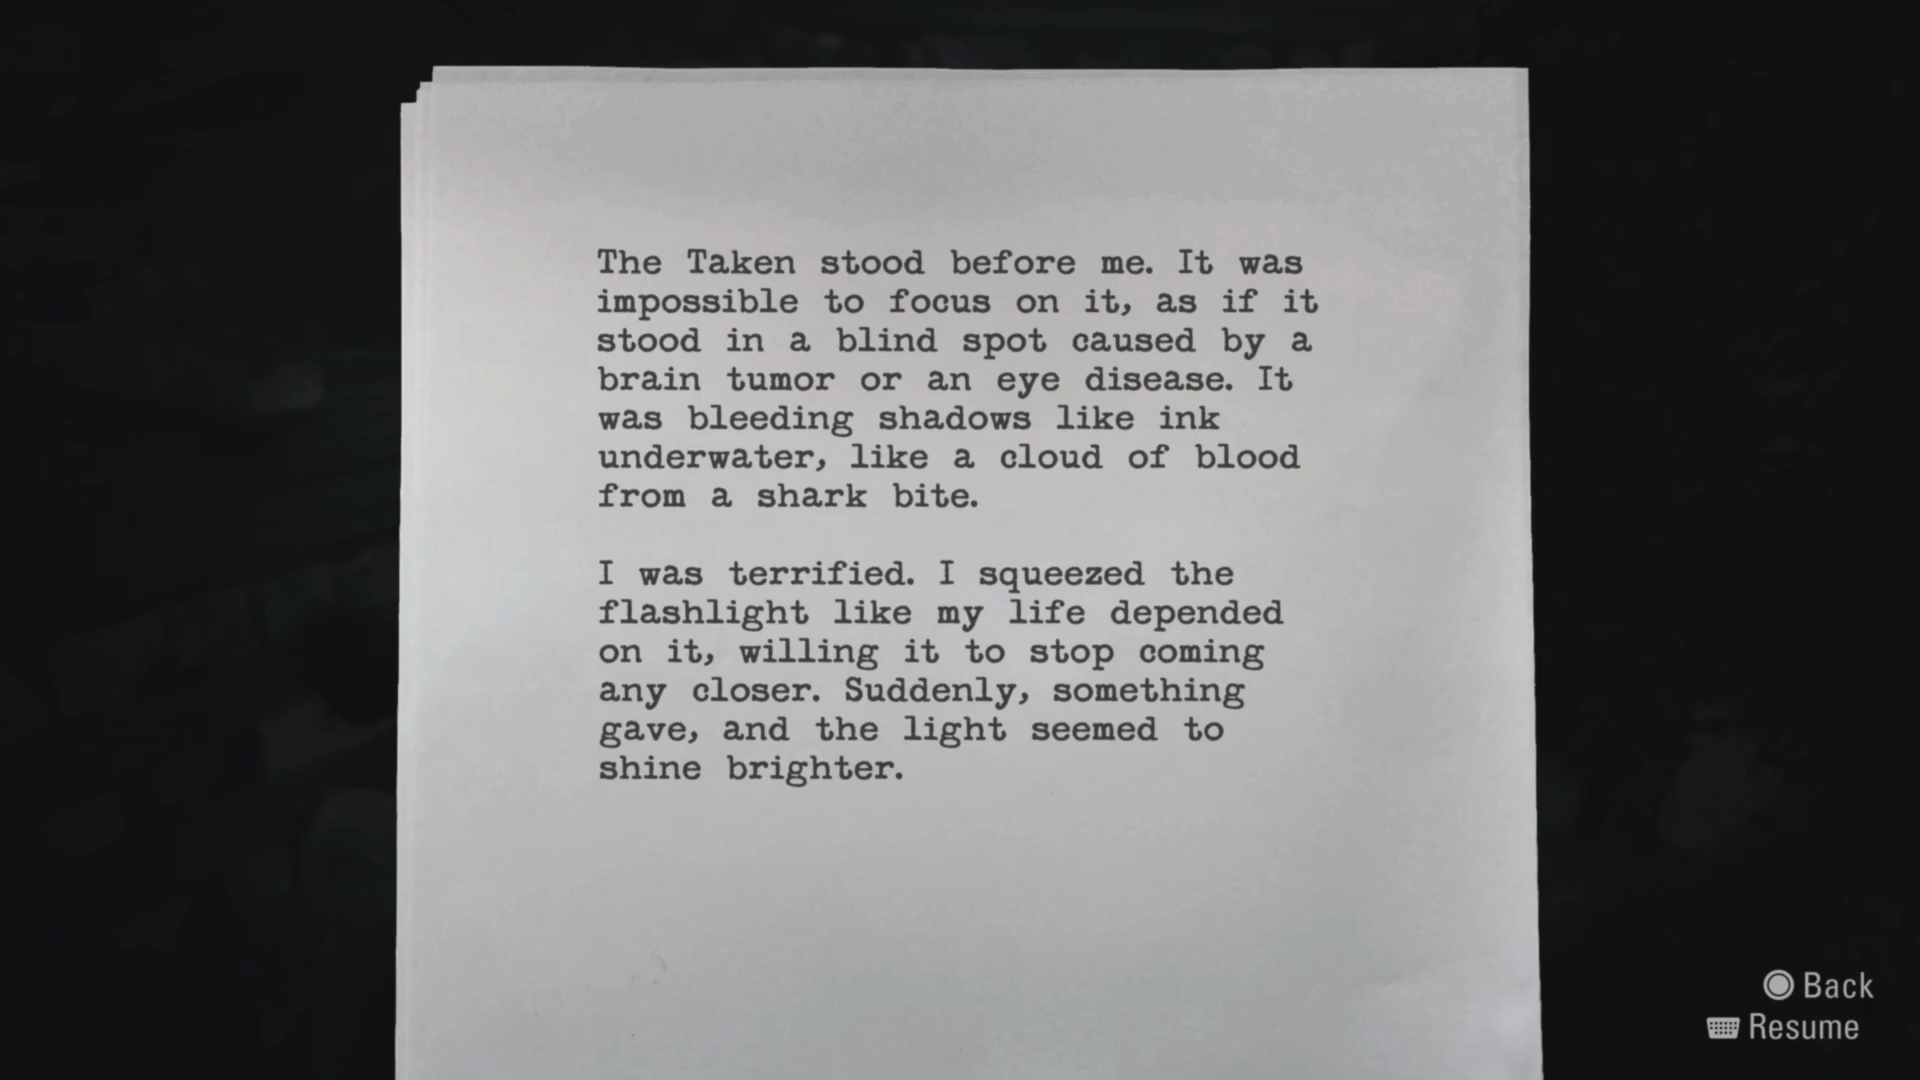 The Taken stood before me. It was
impossible to focus on it, as if it
stood in a blind spot caused by a
brain tumor or an eye disease. It
was bleeding shadows like ink
underwater, like a cloud of blood
from a shark bite.
I was terrified. I squeezed the
flashlight like my life depended
on it, willing it to stop coming
any closer. Suddenly, something
gave, and the light seemed to
shine brighter.
Back
Resume